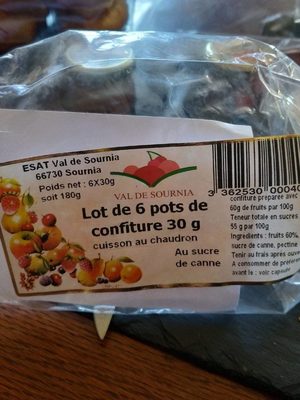 ESAT Val de Sournia
66730 Sournia
Poids net : 6X30g
soit 180g
VAL DE SOURNIA
Lot de 6 pots de
confiture 30 g
cuisson au chaudron
Au sucre
de canne
3 362530 0004
confiture préparée avec
60g de fruits par 100g
Teneur totale en sucres
55 g par 100g
Ingrédients : fruits 60%,
sucre de canne, pectine
Tenir au frais après ouve
A consommer de préféren
avant le : voir capsule